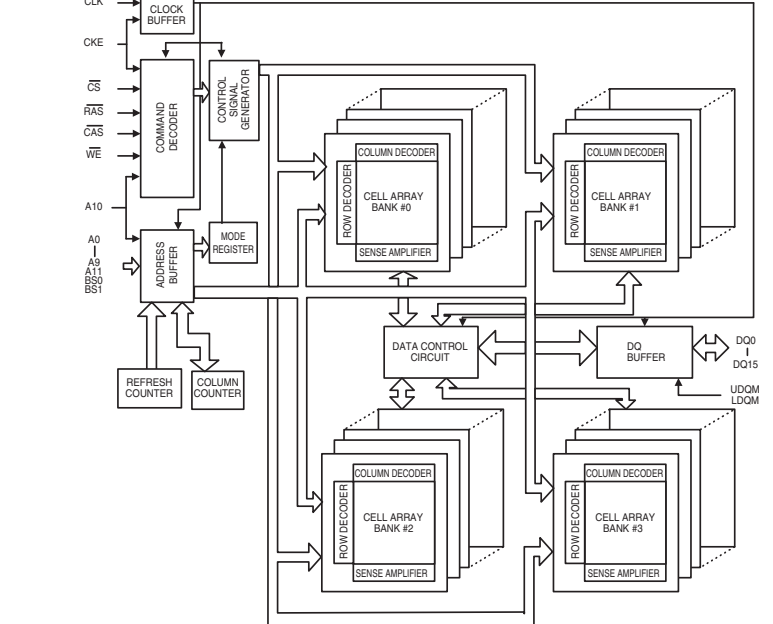 CLK
CLOCK
BUFFER
CKE
CS
RAS
CAS
WE
COMMAND
DECODER
CONTROL
SIGNAL
GENERATOR
A10
A0
A9
A11
BS0
BS1
ADDRESS
BUFFER
MODE
REGISTER
REFRESH
COUNTER
COLUMN
COUNTER
COLUMN DECODER
ROW DECODER
CELL ARRAY
BANK #0
SENSE AMPLIFIER
COLUMN DECODER
ROW DECODER
CELL ARRAY
BANK #1
SENSE AMPLIFIER
DATA CONTROL
CIRCUIT
DQ
BUFFER
DQ0
DQ15
UDQM
LDQM
COLUMN DECODER
ROW DECODER
CELL ARRAY
BANK #2
SENSE AMPLIFIER
COLUMN DECODER
ROW DECODER
CELL ARRAY
BANK #3
SENSE AMPLIFIER